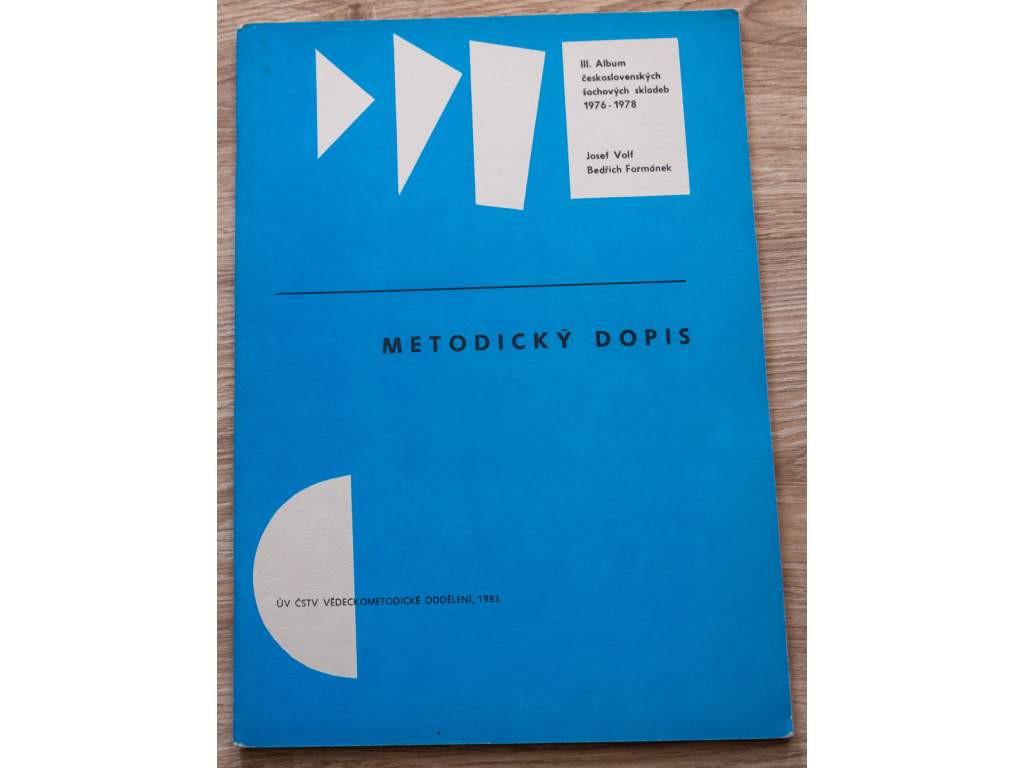 III. Album
československých
šachových skladeb
1976 - 1978
Josef Volf
Bedřich Formánek
METODICKÝ DOPIS
ÚV ČSTV VĚDECKOMETODICKÉ ODDĚLENÍ, 1983